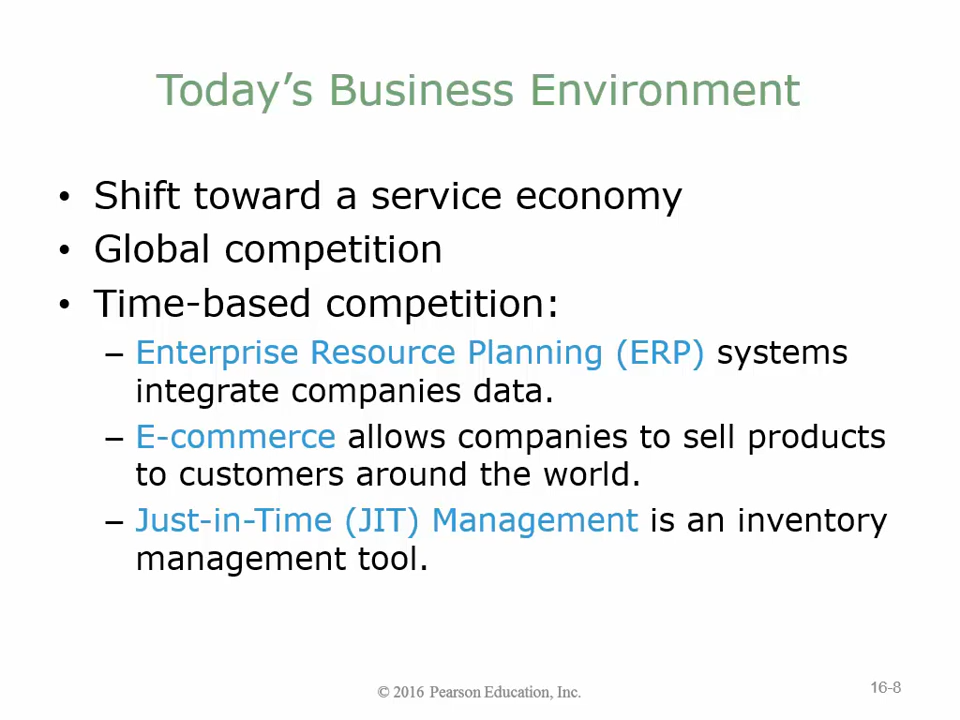 Today’s Business Environment
• Shift toward a service economy
• Global competition
• Time-based competition:
– Enterprise Resource Planning (ERP) systems
integrate companies data.
– E-commerce allows companies to sell products
to customers around the world.
– Just-in-Time (JIT) Management is an inventory
management tool.
© 2016 Pearson Education, Inc.
16-8